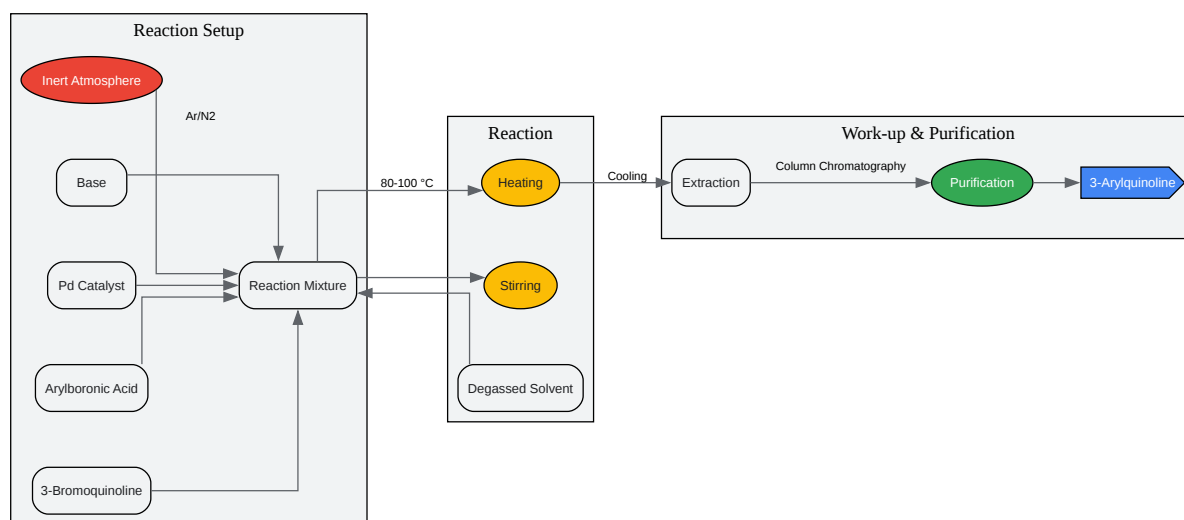 Reaction Setup
Inert Atmosphere
Ar/N2
Base
Pd Catalyst
Reaction Mixture
Arylboronic Acid
3-Bromoquinoline
80-100 °C
Reaction
Heating
Stirring
Degassed Solvent
Cooling
Work-up & Purification
Extraction
Column Chromatography
Purification
3-Arylquinoline